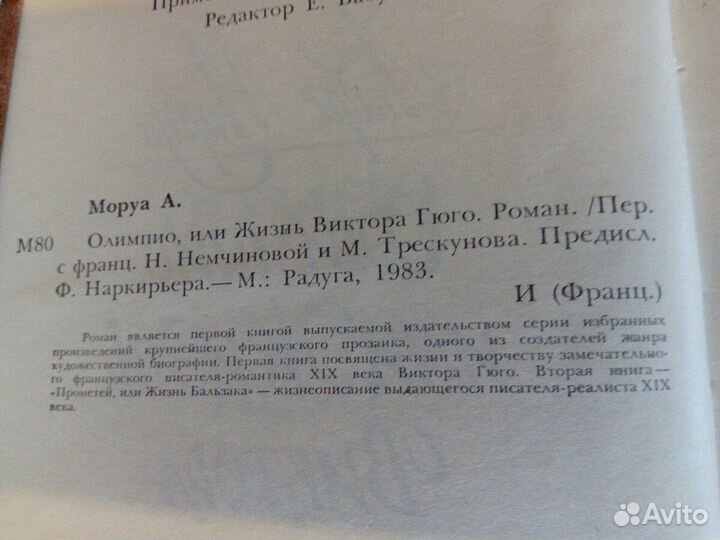 Редактор Е.
Моруа А.
М80 Олимпио, или Жизнь Виктора Гюго. Роман. /Пер.
с франц. Н. Немчиновой и М. Трескунова. Предисл.
Ф. Наркирьера.— М.: Радуга, 1983.
И (Франц.)
Роман является первой книгой выпускаемой издательством серии избранных
произведений крупнейшего французского прозаика, одного из создателей жанра
художественной биографии. Первая книга посвящена жизни и творчеству замечательно-
го французского писателя-романтика XIX века Виктора Гюго. Вторая книга—
«Прометей, или Жизнь Бальзака» — жизнеописание выдающегося писателя-реалиста XIX
века.
Avito